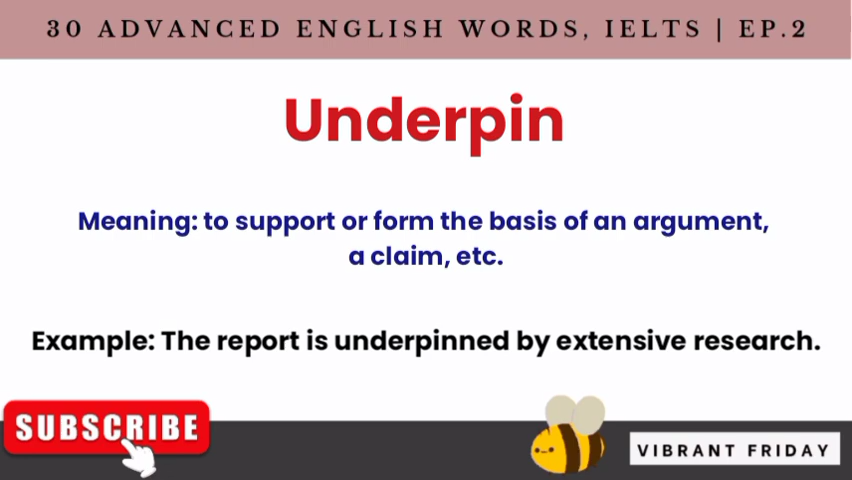 30 ADVANCED ENGLISH WORDS, IELTS | EP.2
Underpin
Meaning: to support or form the basis of an argument,
a claim, etc.
Example: The report is underpinned by extensive research.
SUBSCRIBE
VIBRANT FRIDAY